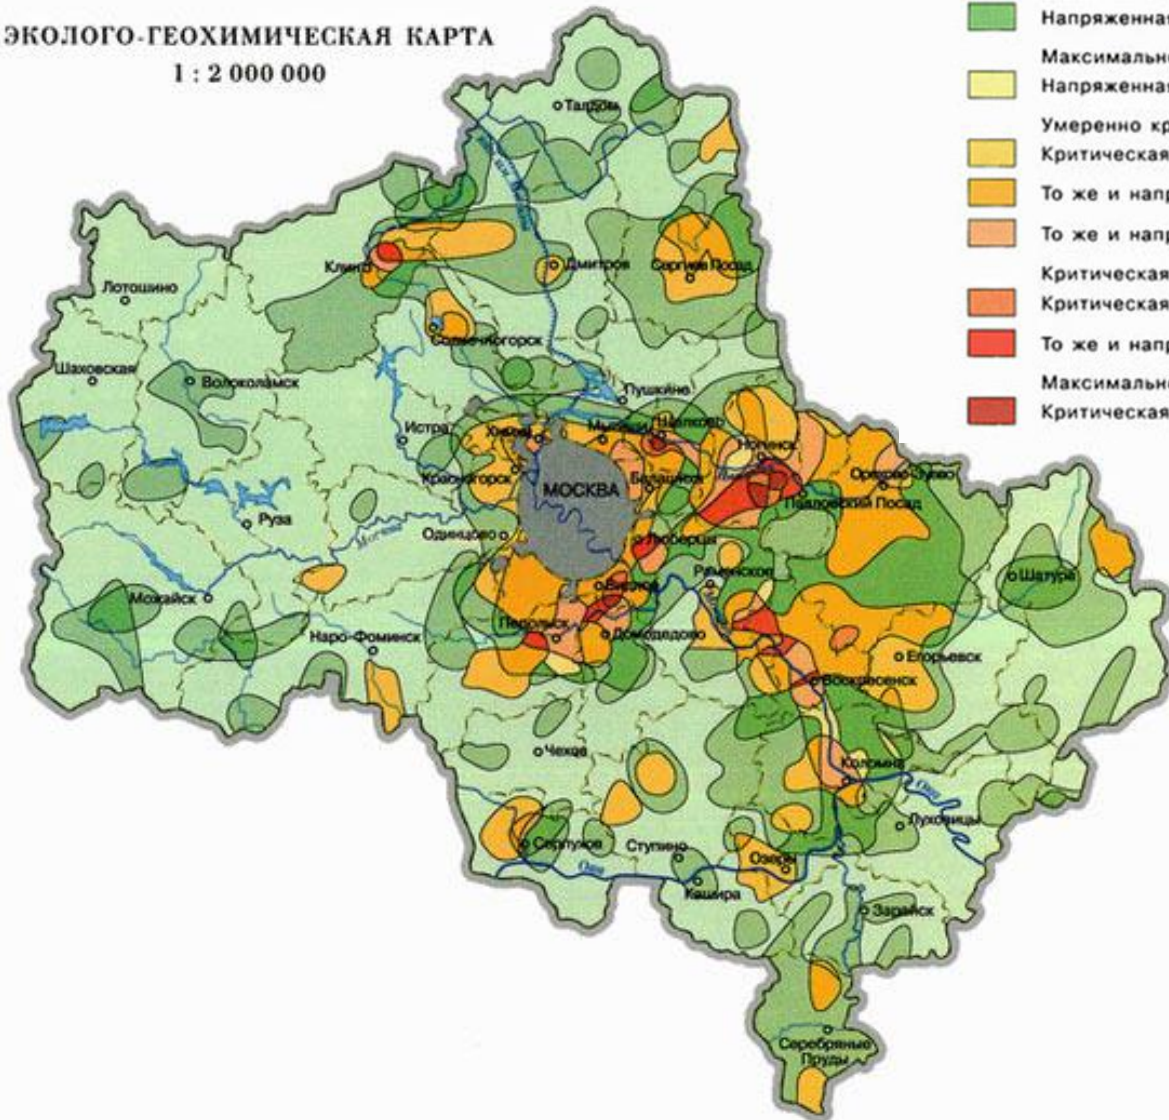 ЭКОЛОГО-ГЕОХИМИЧЕСКАЯ КАРТА
1 : 2 000 000
Напряженная
Максимально
Напряженная
Умеренно кр
Критическая
То же и напр
То же и напр
Критическая
Критическая
То же и напр
Максимально
Критическая
Талдом
Клин
Дмитров
Сергиев Посад
Лотошино
Солнечногорск
Шаховская
Волоколамск
Пушкино
Истра
Химки
Мытищи
Щелково
Ногинск
Красногорск
МОСКВА
Балашиха
Орехово-Зуево
Павловский Посад
Руза
Москва
Одинцово
Люберцы
Можайск
Видное
Раменское
Шатура
Наро-Фоминск
Подольск
Домодедово
Егорьевск
Воскресенск
Чехов
Коломна
Ока
Серпухов
Ступино
Озеры
Луховицы
Ока
Кашира
Зарайск
Серебряные
Пруды